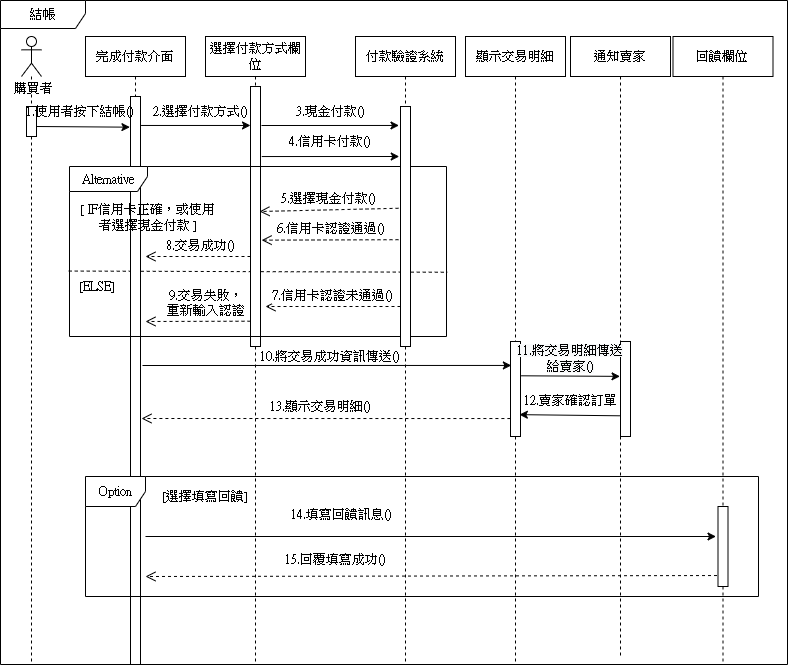 結帳
購買者
完成付款介面
選擇付款方式欄
位
付款驗證系統
顯示交易明細
通知賣家
回饋欄位
1.使用者按下結帳()
2.選擇付款方式()
3.現金付款()
4.信用卡付款()
Alternative
[ IF信用卡正確，或使用
者選擇現金付款 ]
5.選擇現金付款()
6.信用卡認證通過()
8.交易成功()
[ELSE]
9.交易失敗，
重新輸入認證
7.信用卡認證未通過()
10.將交易成功資訊傳送()
11.將交易明細傳送
給賣家()
12.賣家確認訂單
13.顯示交易明細()
Option
[選擇填寫回饋]
14.填寫回饋訊息()
15.回覆填寫成功()